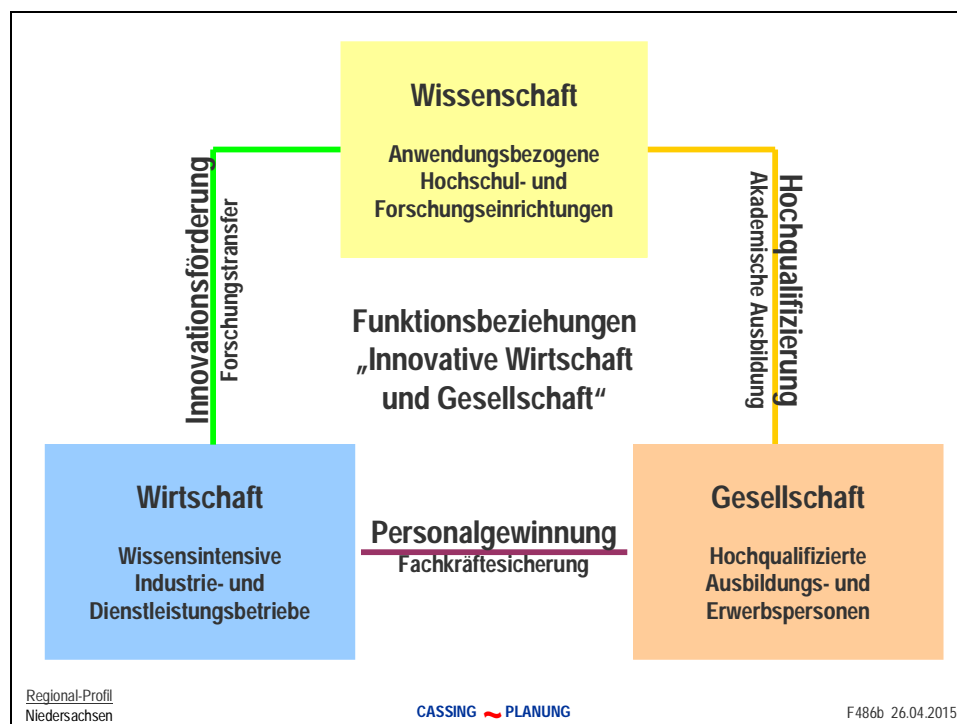 Wissenschaft
Anwendungsbezogene
Hochschul- und
Forschungseinrichtungen
Innovationsförderung
Forschungstransfer
Hochqualifizierung
Akademische Ausbildung
Funktionsbeziehungen
„Innovative Wirtschaft
und Gesellschaft“
Wirtschaft
Wissensintensive
Industrie- und
Dienstleistungsbetriebe
Personalgewinnung
Fachkräftesicherung
Gesellschaft
Hochqualifizierte
Ausbildungs- und
Erwerbspersonen
Regional-Profil
Niedersachsen
CASSING ~ PLANUNG
F486b 26.04.2015